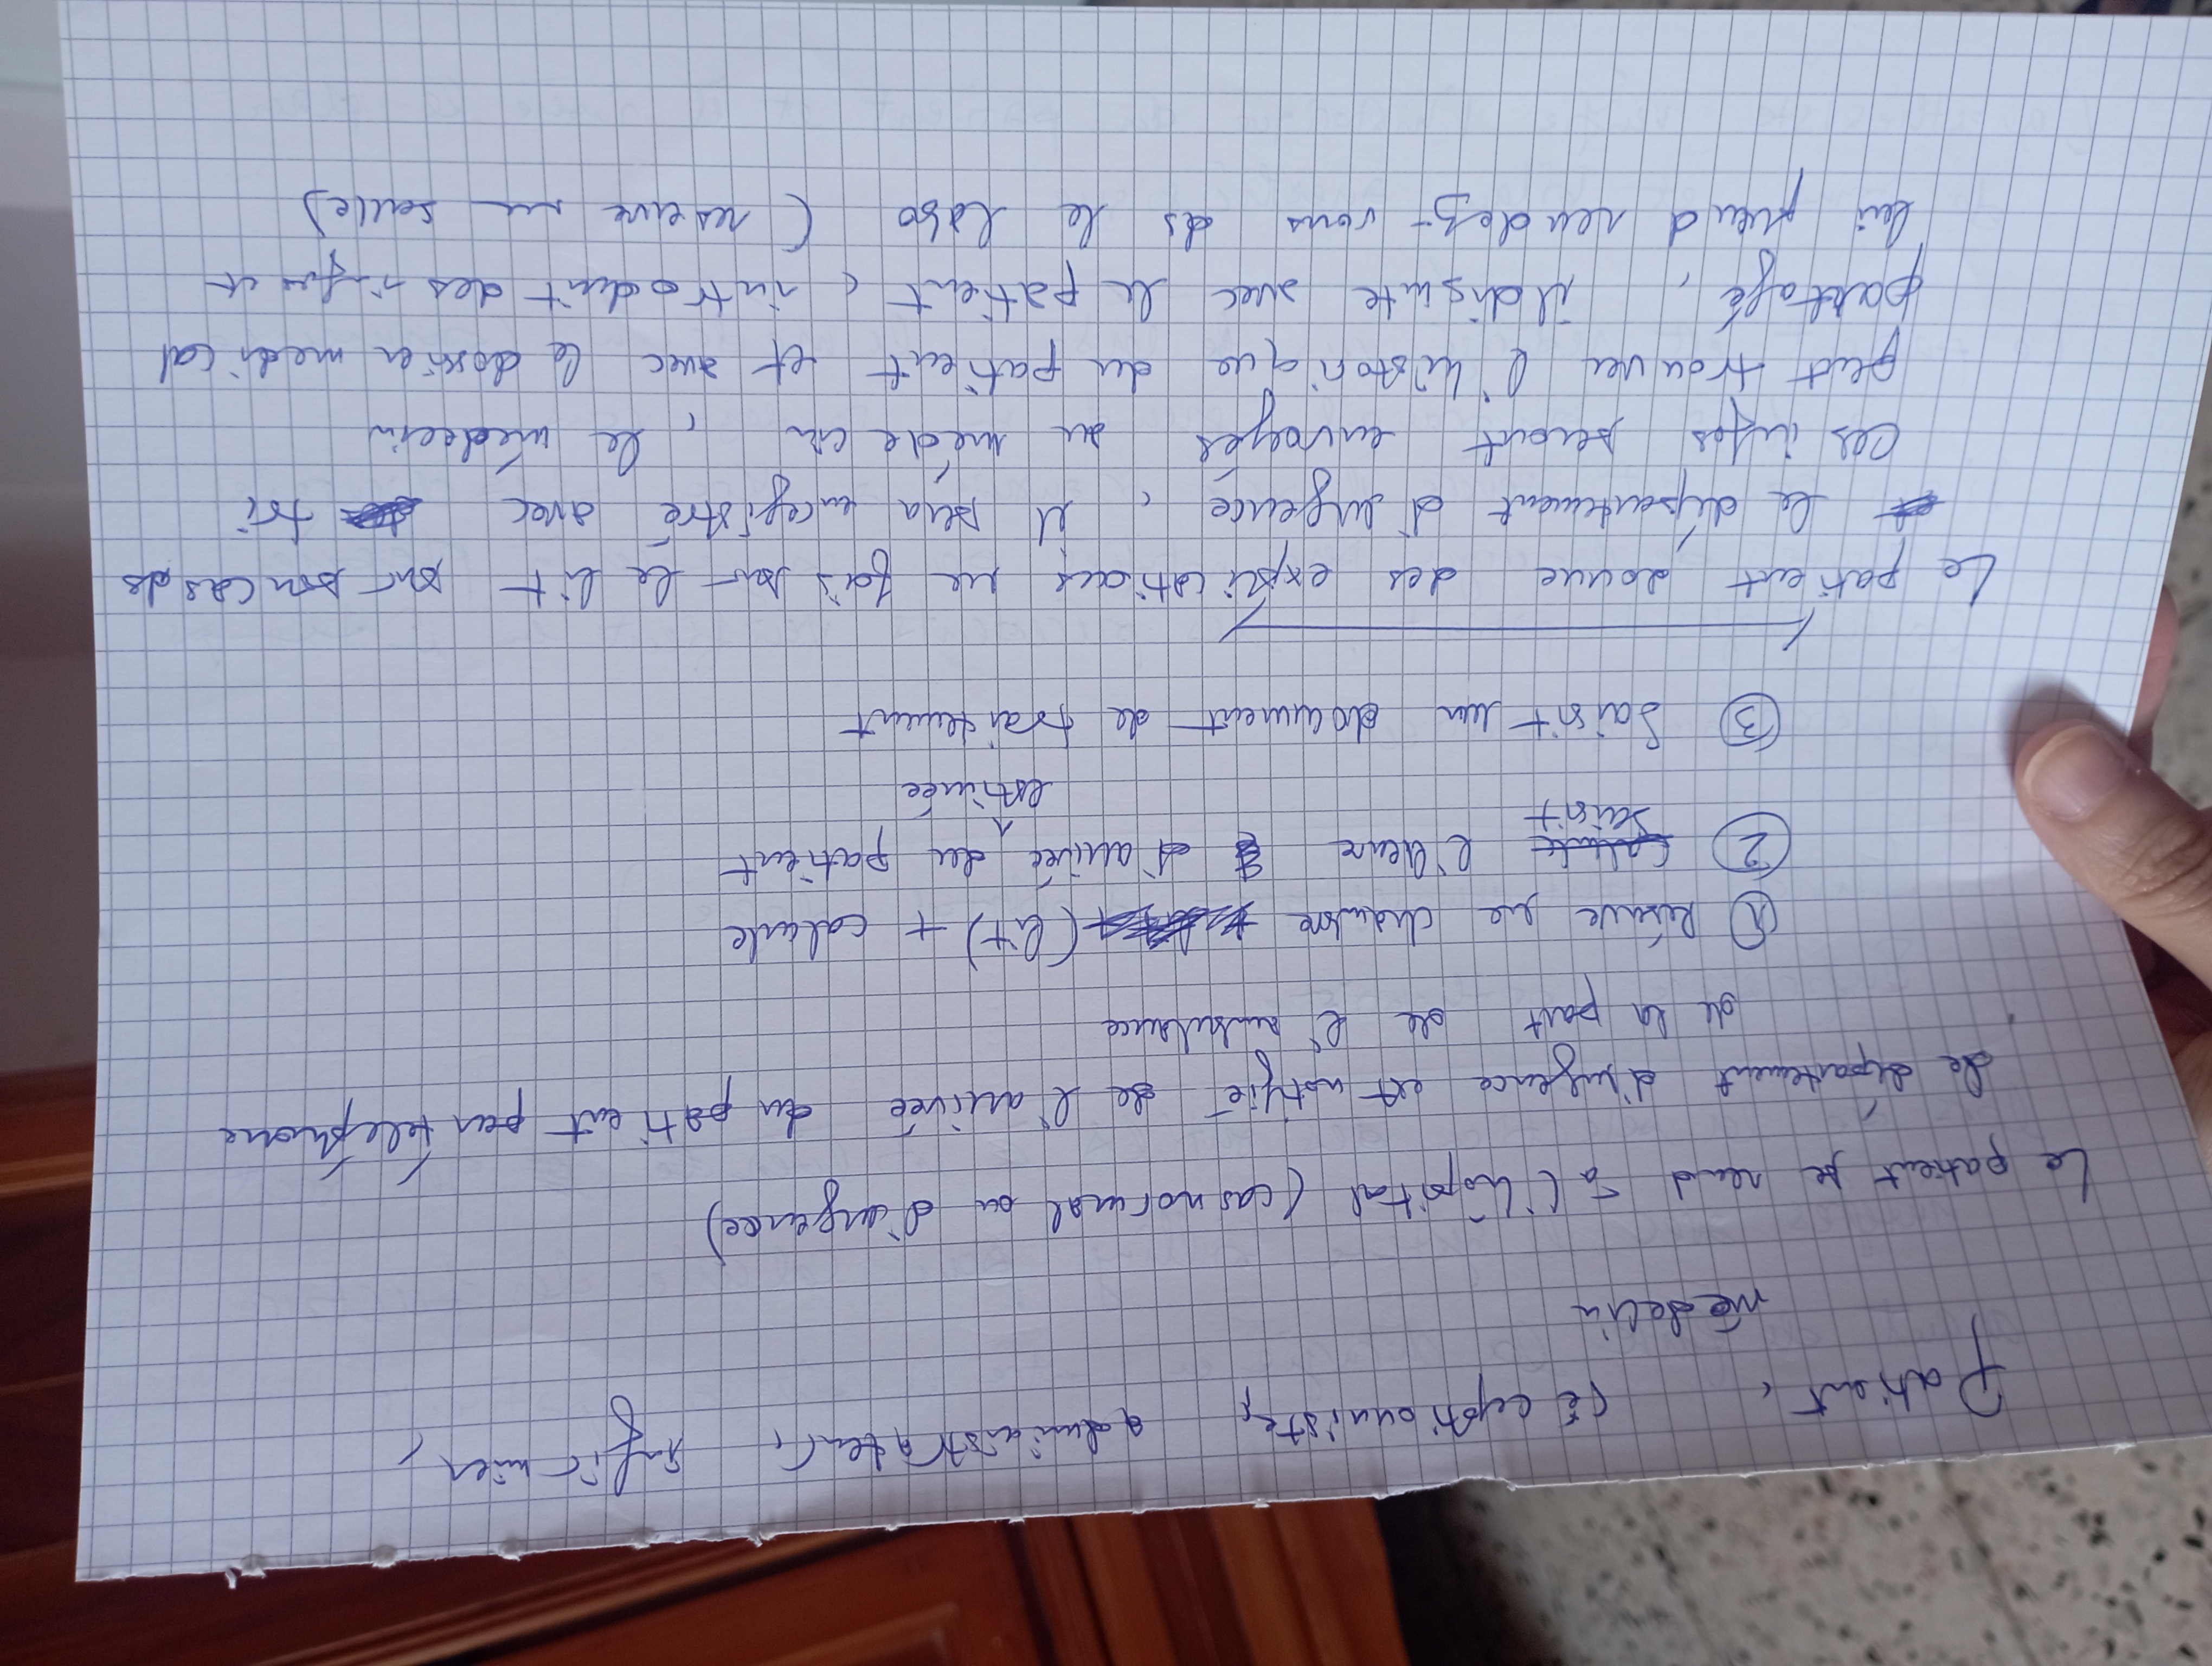 Patient, réceptionniste, administrateur, infirmier,
médecin
Le patient se rend à l'hôpital (cas normal ou d'urgence)
Le département d'urgence est notifié de l'arrivée du patient par téléphone
de la part de l'ambulance
① Réserve une chambre (lit) + calcule
② Saisit l'heure d'arrivée estimée du patient
③ Saisit un document de traitement
Le patient donne des explications une fois sur le lit sur son cas ds
le département d'urgence, il sera enregistré avec tri
Ces infos seront envoyés au médecin, le médecin
peut trouver l'historique du patient et avec le dossier medical
partagé, il discute avec le patient, introduit des infos et
lui prend rendez-vous ds le labo (reserve une salle)